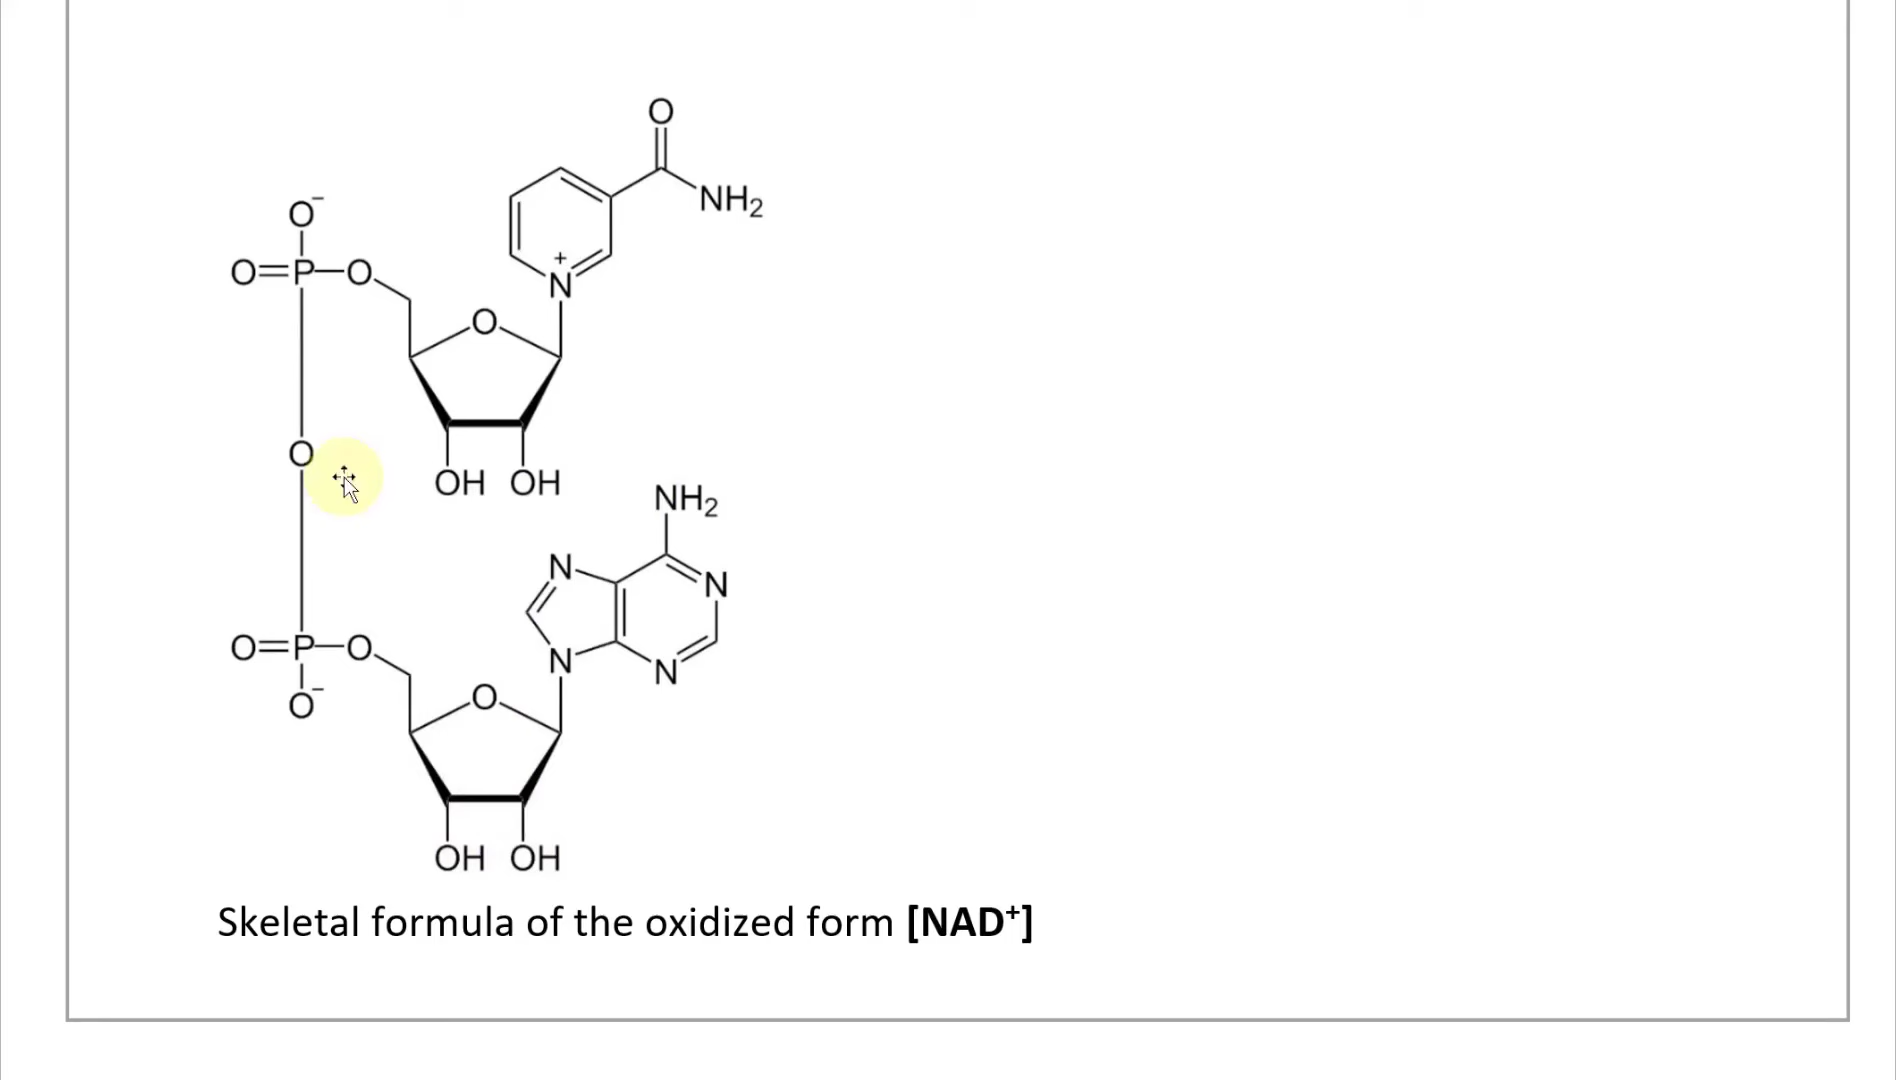 O
NH₂
O⁻
O=P—O
+
N
O
O
OH OH
NH₂
N
N
N
N
O=P—O
O⁻
O
OH OH
Skeletal formula of the oxidized form [NAD⁺]